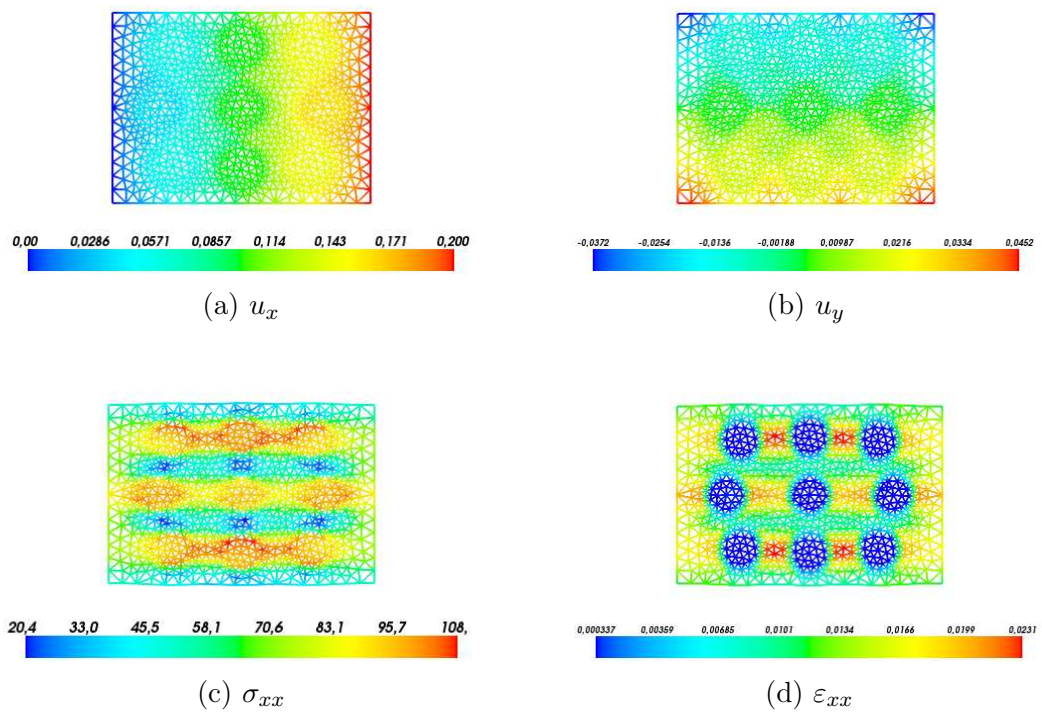 0,00 0,0286 0,0571 0,0857 0,114 0,143 0,171 0,200
(a) u_x
-0,0372 -0,0254 -0,0136 -0,00188 0,00987 0,0216 0,0334 0,0452
(b) u_y
20,4 33,0 45,5 58,1 70,6 83,1 95,7 108,
(c) σ_xx
0,000337 0,00359 0,00685 0,0101 0,0134 0,0166 0,0199 0,0231
(d) ε_xx